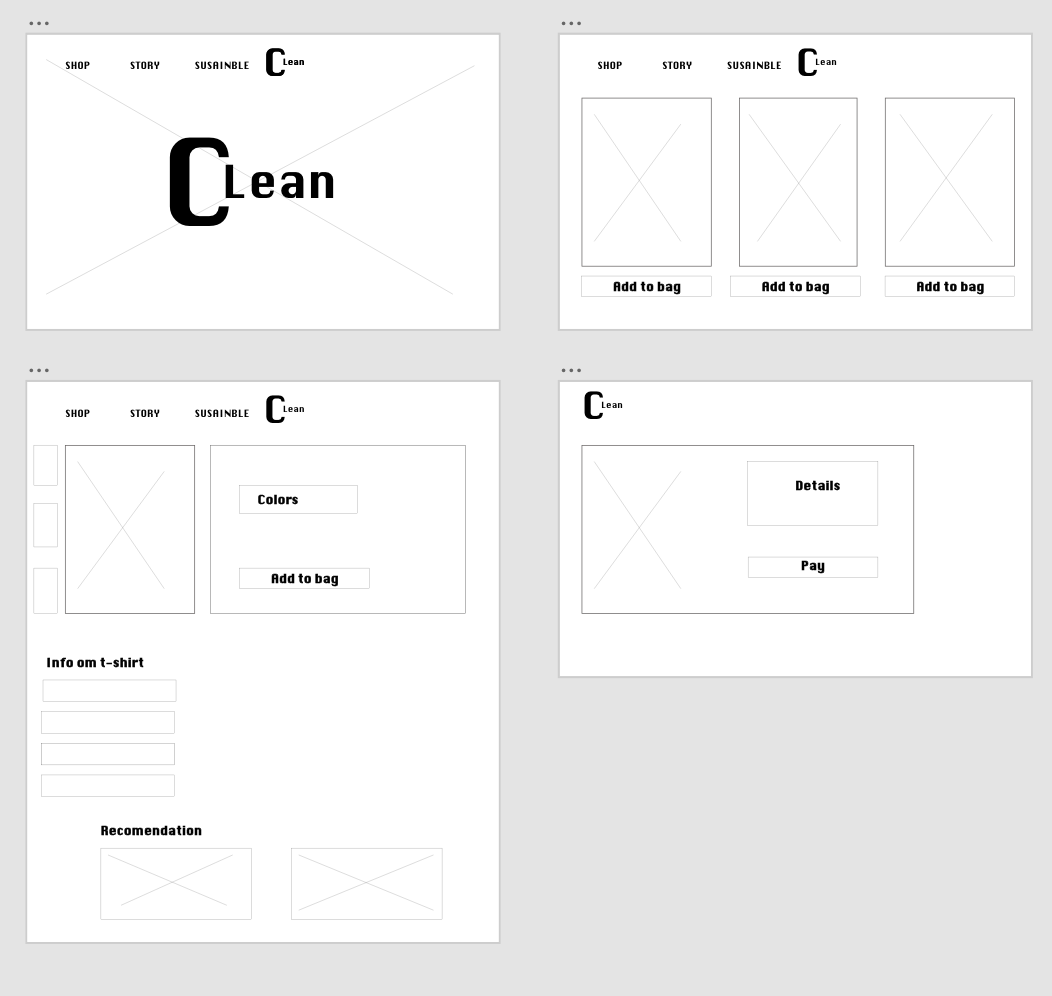 SHOP STORY SUSAINBLE CLean
CLean
SHOP STORY SUSAINBLE CLean
Add to bag Add to bag Add to bag
SHOP STORY SUSAINBLE CLean
Colors
Add to bag
Info om t-shirt
Recomendation
CLean
Details
Pay